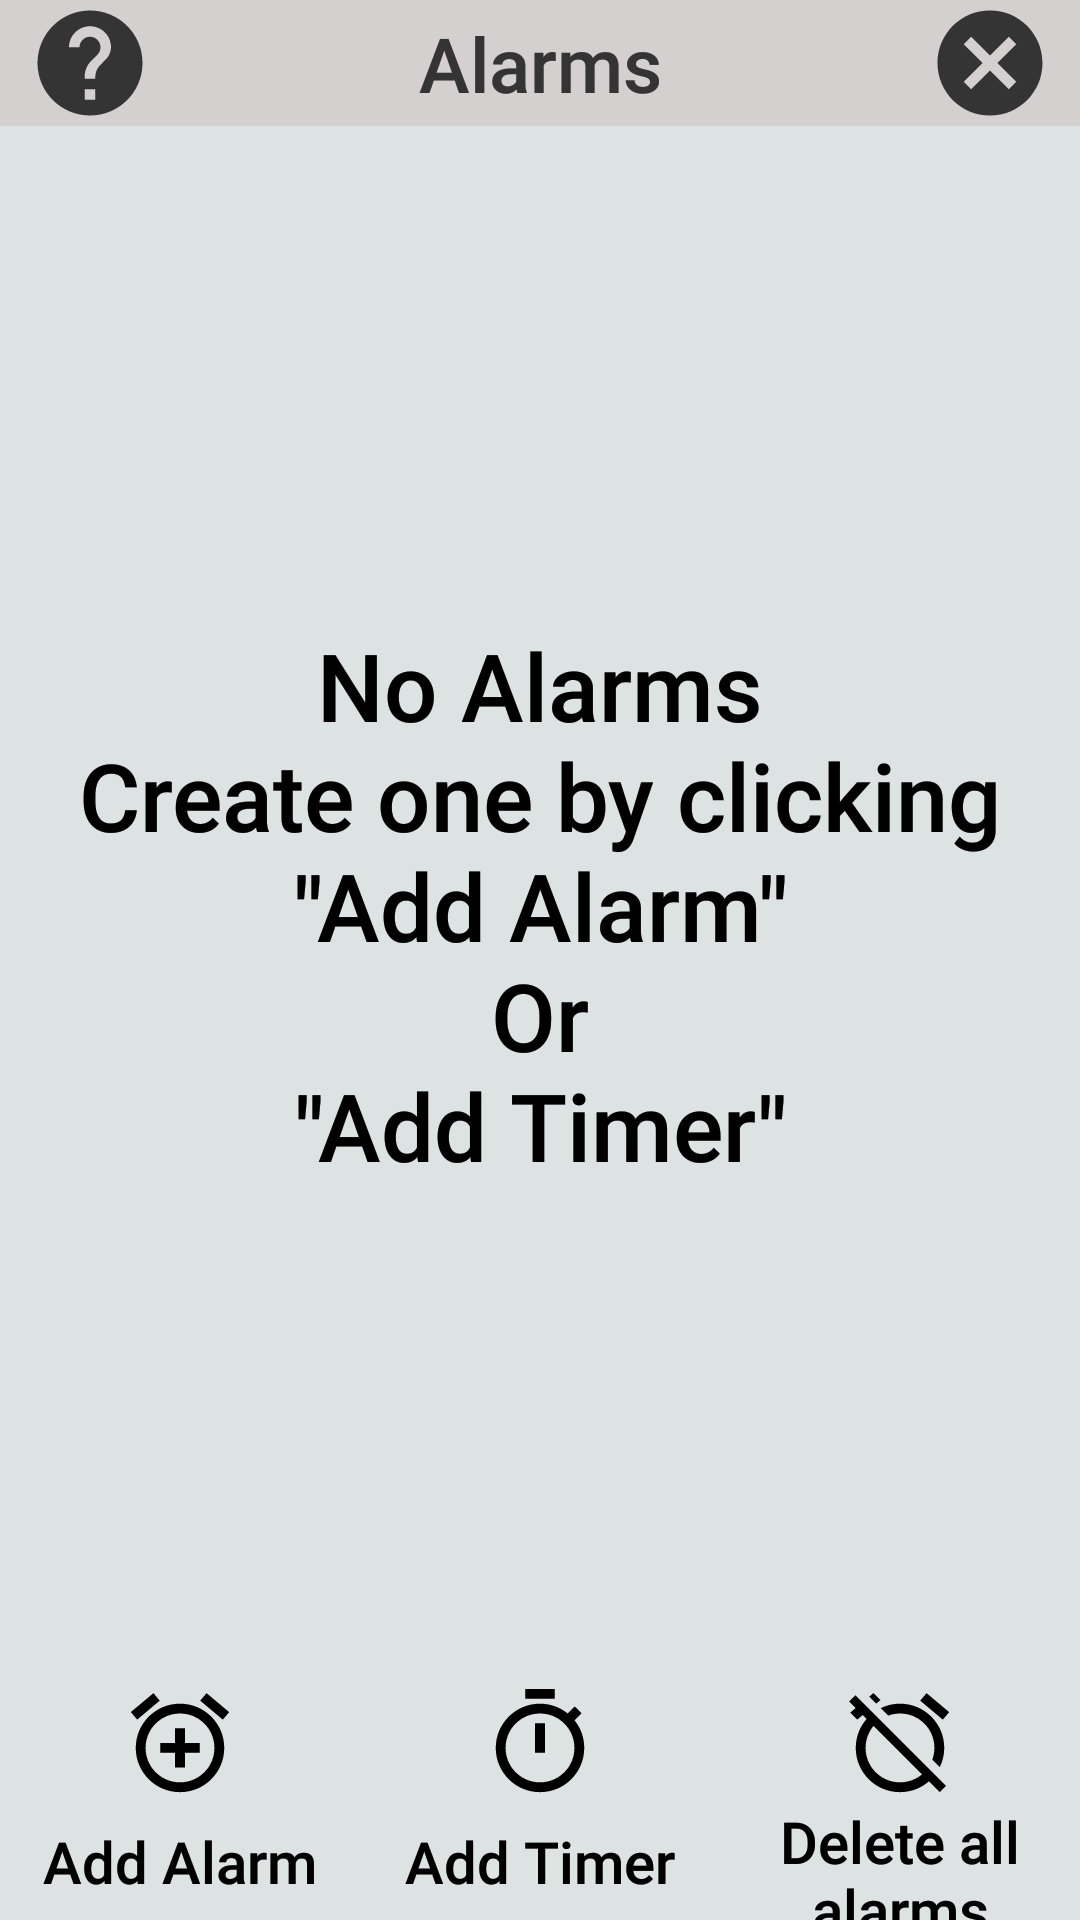 Alarms
No Alarms
Create one by clicking
"Add Alarm"
Or
"Add Timer"
Add Alarm
Add Timer
Delete all
alarms